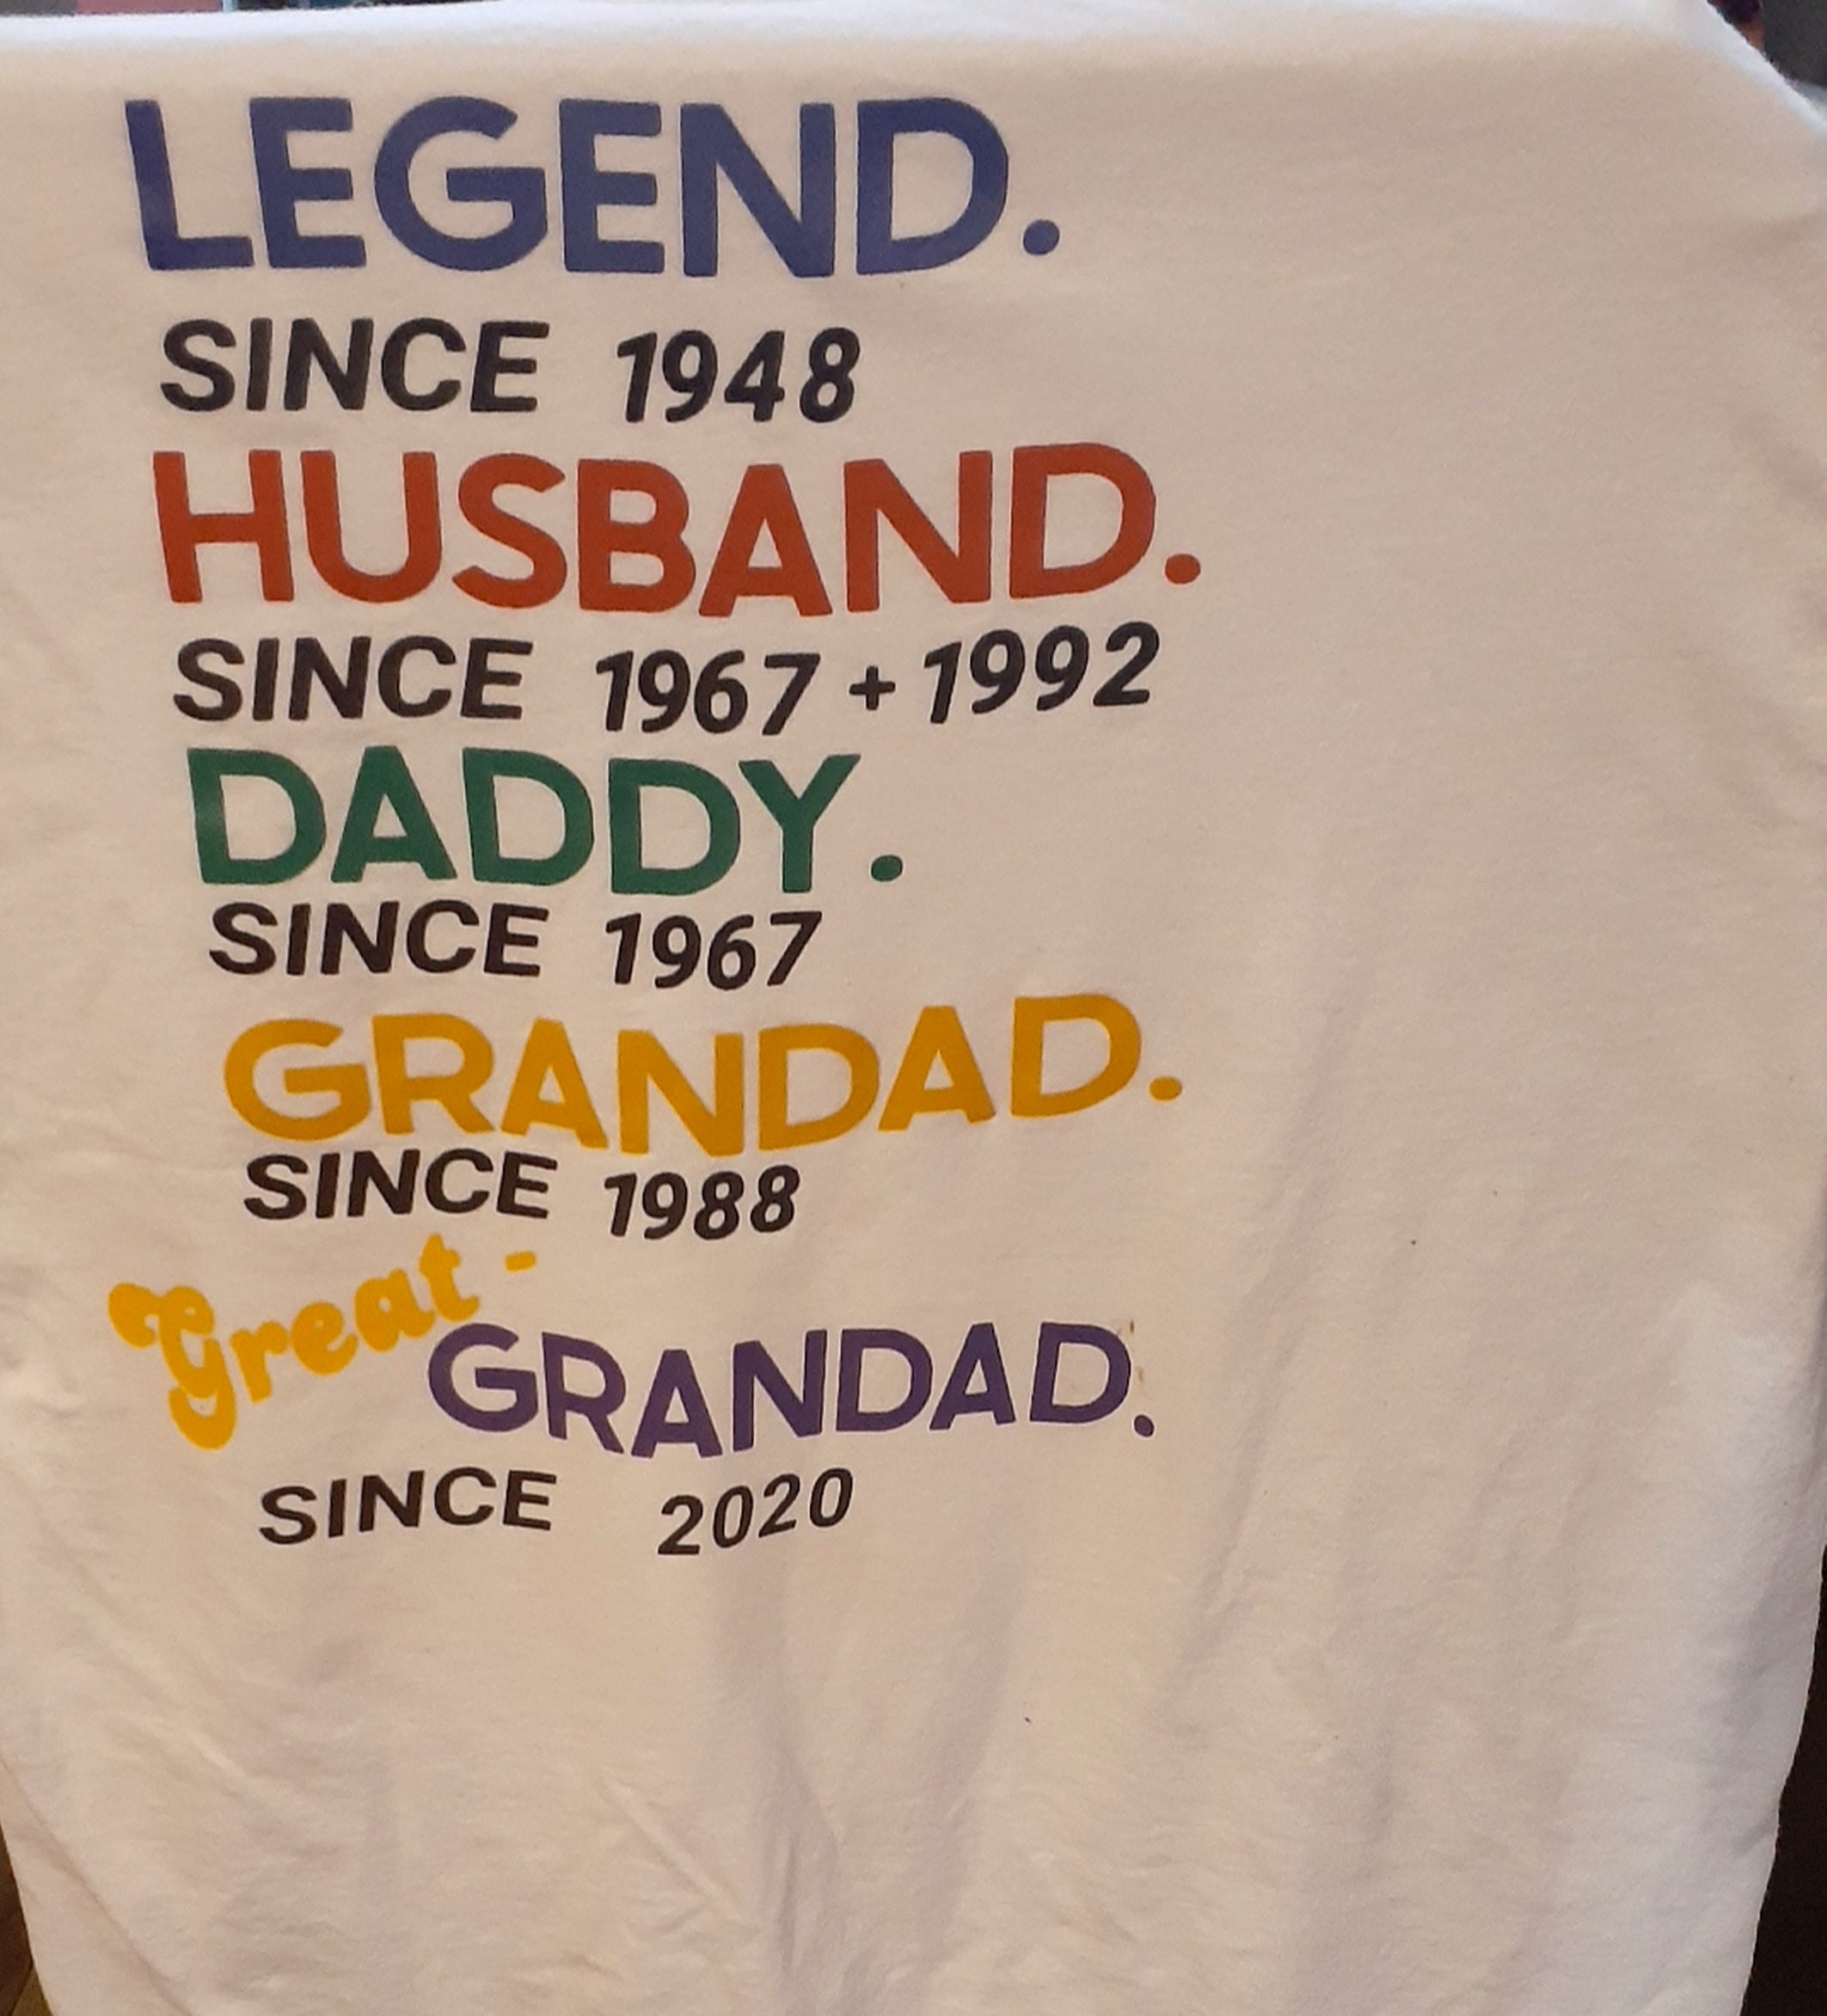 LEGEND.
SINCE 1948
HUSBAND.
SINCE 1967 + 1992
DADDY.
SINCE 1967
GRANDAD.
SINCE 1988
Great -
GRANDAD.
SINCE 2020